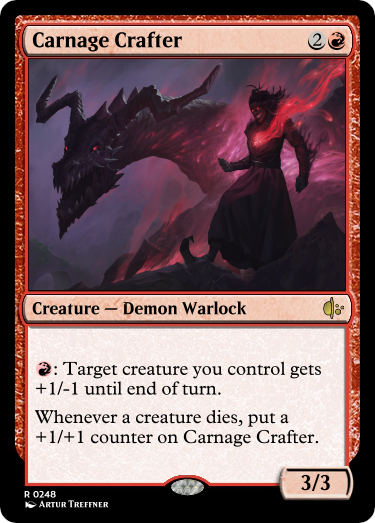 Carnage Crafter 2
Creature — Demon Warlock
: Target creature you control gets
+1/-1 until end of turn.
Whenever a creature dies, put a
+1/+1 counter on Carnage Crafter.
3/3
R 0248
Artur Treffner